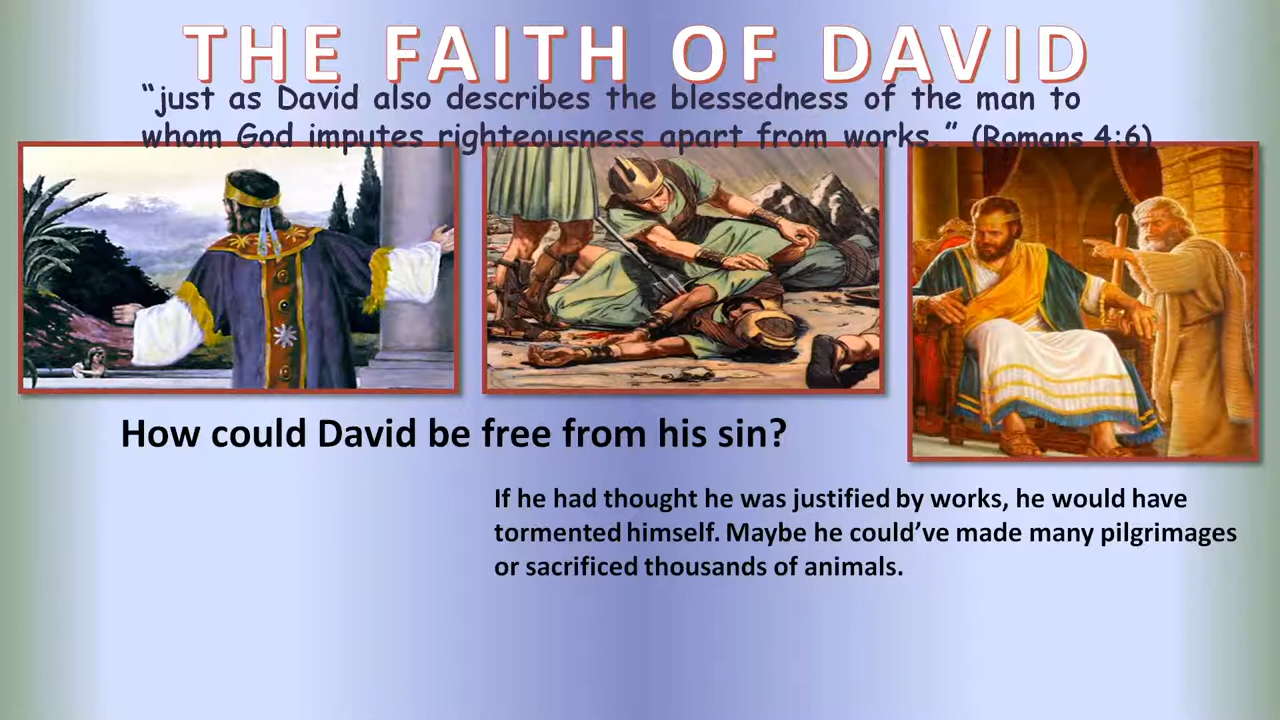 THE FAITH OF DAVID
“just as David also describes the blessedness of the man to
whom God imputes righteousness apart from works.” (Romans 4:6)
How could David be free from his sin?
If he had thought he was justified by works, he would have
tormented himself. Maybe he could’ve made many pilgrimages
or sacrificed thousands of animals.